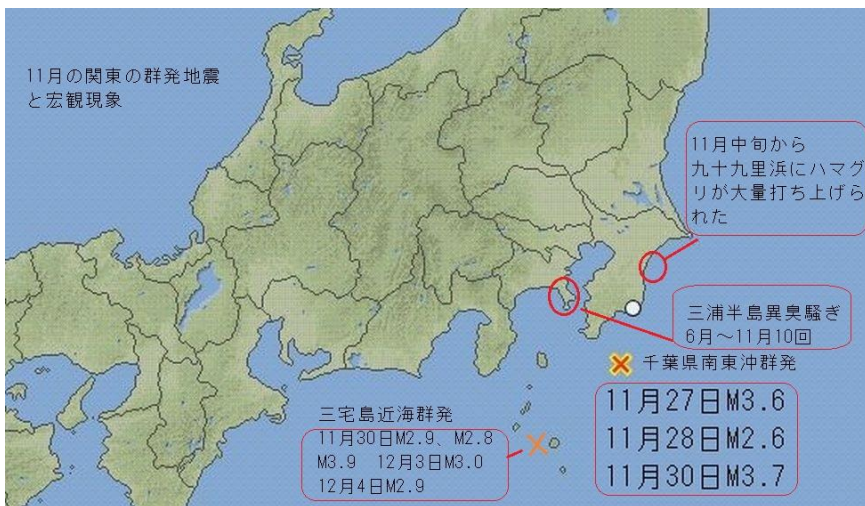 11月の関東の群発地震
と宏観現象
11月中旬から
九十九里浜にハマグ
リが大量打ち上げら
れた
三浦半島異臭騒ぎ
6月～11月10回
千葉県南東沖群発
11月27日M3.6
11月28日M2.6
11月30日M3.7
三宅島近海群発
11月30日M2.9、M2.8
M3.9 12月3日M3.0
12月4日M2.9